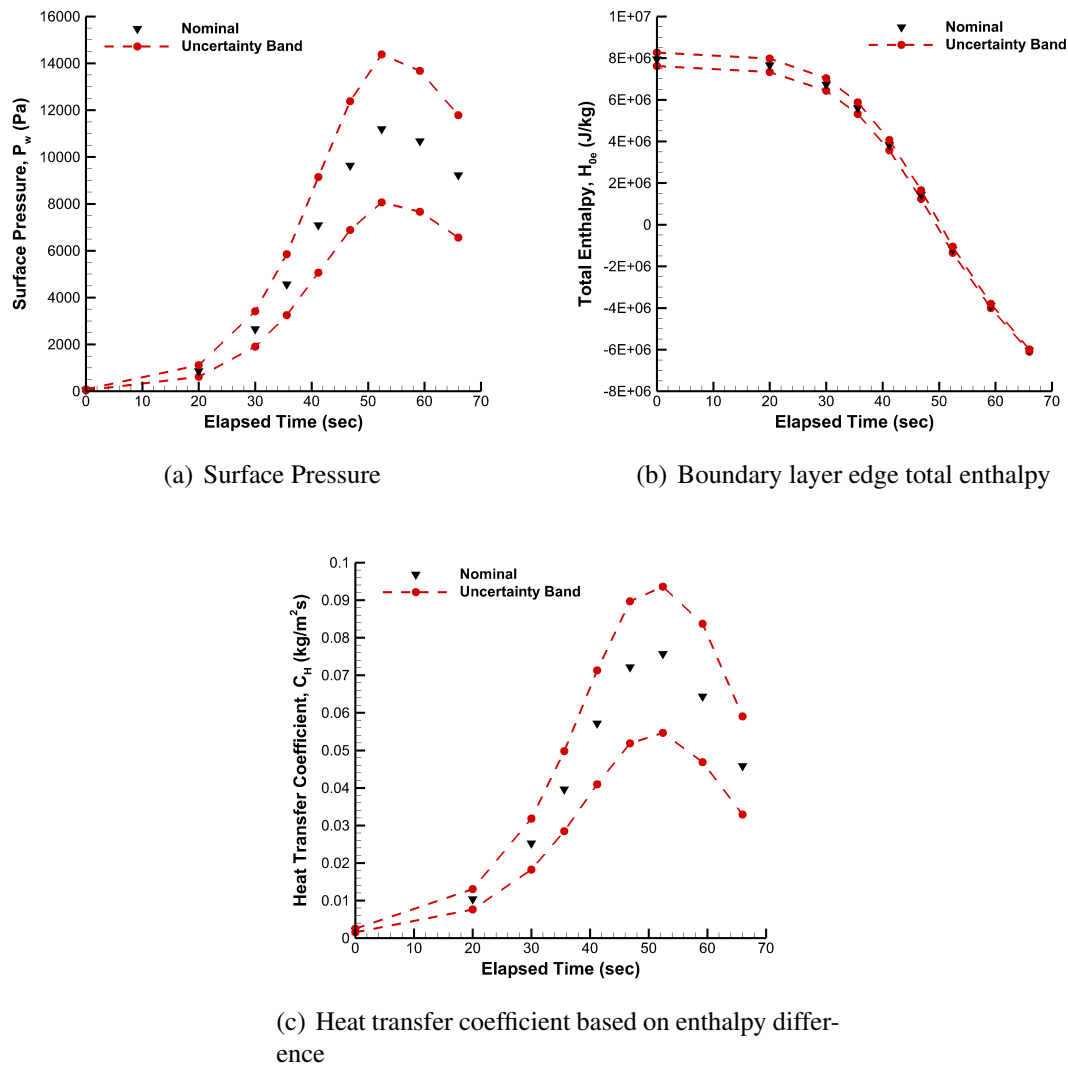 16000
14000
12000
10000
8000
6000
4000
2000
0
Surface Pressure, P_w (Pa)
Nominal
Uncertainty Band
0 10 20 30 40 50 60 70
Elapsed Time (sec)
(a) Surface Pressure
1E+07
8E+06
6E+06
4E+06
2E+06
0
-2E+06
-4E+06
-6E+06
-8E+06
Total Enthalpy, H_0e (J/kg)
Nominal
Uncertainty Band
0 10 20 30 40 50 60 70
Elapsed Time (sec)
(b) Boundary layer edge total enthalpy
0.1
0.09
0.08
0.07
0.06
0.05
0.04
0.03
0.02
0.01
0
Heat Transfer Coefficient, C_H (kg/m²s)
Nominal
Uncertainty Band
0 10 20 30 40 50 60 70
Elapsed Time (sec)
(c) Heat transfer coefficient based on enthalpy differ-
ence